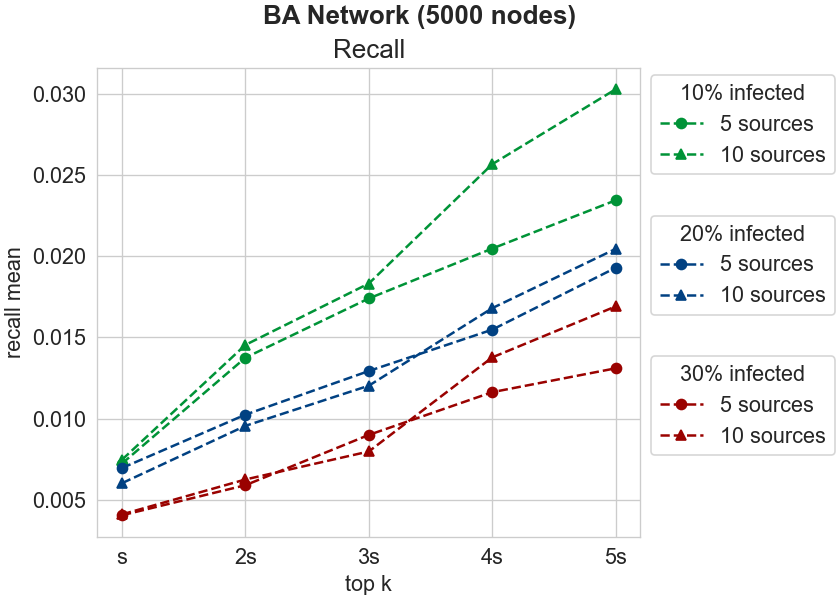 BA Network (5000 nodes)
Recall
0.030
0.025
0.020
0.015
0.010
0.005
recall mean
s 2s 3s 4s 5s
top k
10% infected
5 sources
10 sources
20% infected
5 sources
10 sources
30% infected
5 sources
10 sources